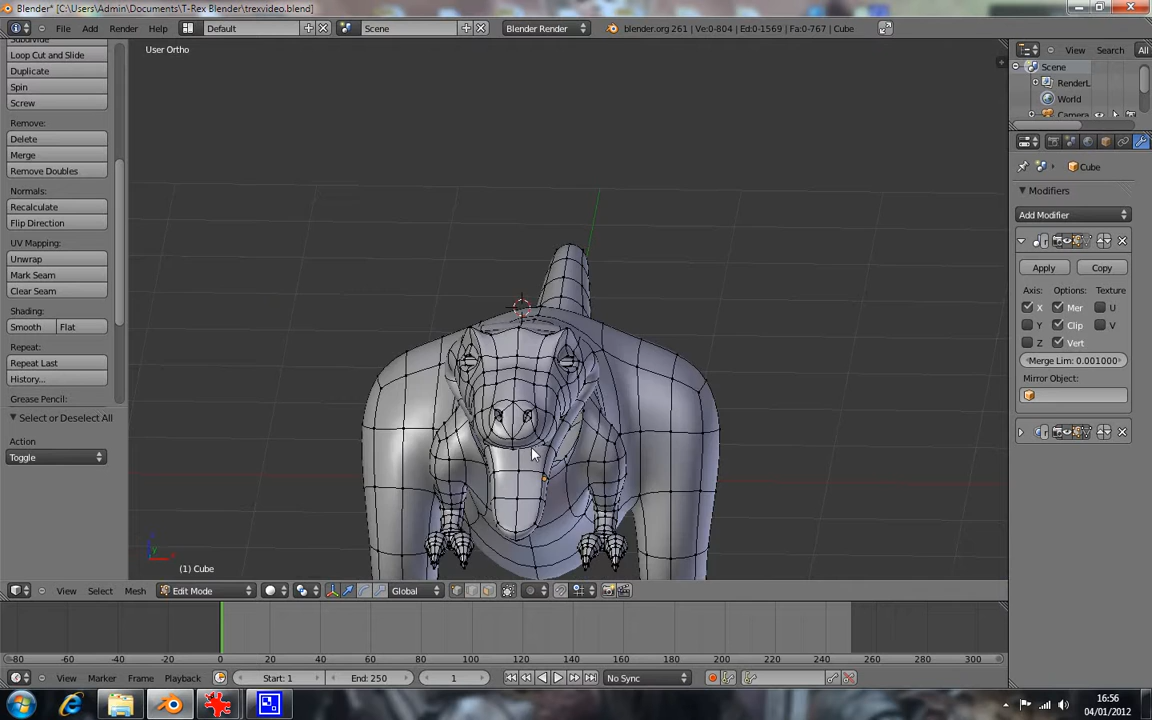 Blender* [C:\Users\Admin\Documents\T-Rex Blender\trexvideo.blend]
File Add Render Help Default Scene Blender Render blender.org 261 | Ve:0-804 | Ed:0-1569 | Fa:0-767 | Cube
View Search All
Subdivide
Loop Cut and Slide
Duplicate
Spin
Screw
Remove:
Delete
Merge
Remove Doubles
Normals:
Recalculate
Flip Direction
UV Mapping:
Unwrap
Mark Seam
Clear Seam
Shading:
Smooth Flat
Repeat:
Repeat Last
History...
Grease Pencil:
Select or Deselect All
Action
Toggle
User Ortho
(1) Cube
Scene
RenderL
World
Camera
Cube
Modifiers
Add Modifier
Apply Copy
Axis: Options: Texture
X Mer U
Y Clip V
Z Vert
Merge Lim: 0.001000
Mirror Object:
View Select Mesh Edit Mode Global
-80 -60 -40 -20 0 20 40 60 80 100 120 140 160 180 200 220 240 260 280 300
View Marker Frame Playback Start: 1 End: 250 1 No Sync
16:56
04/01/2012